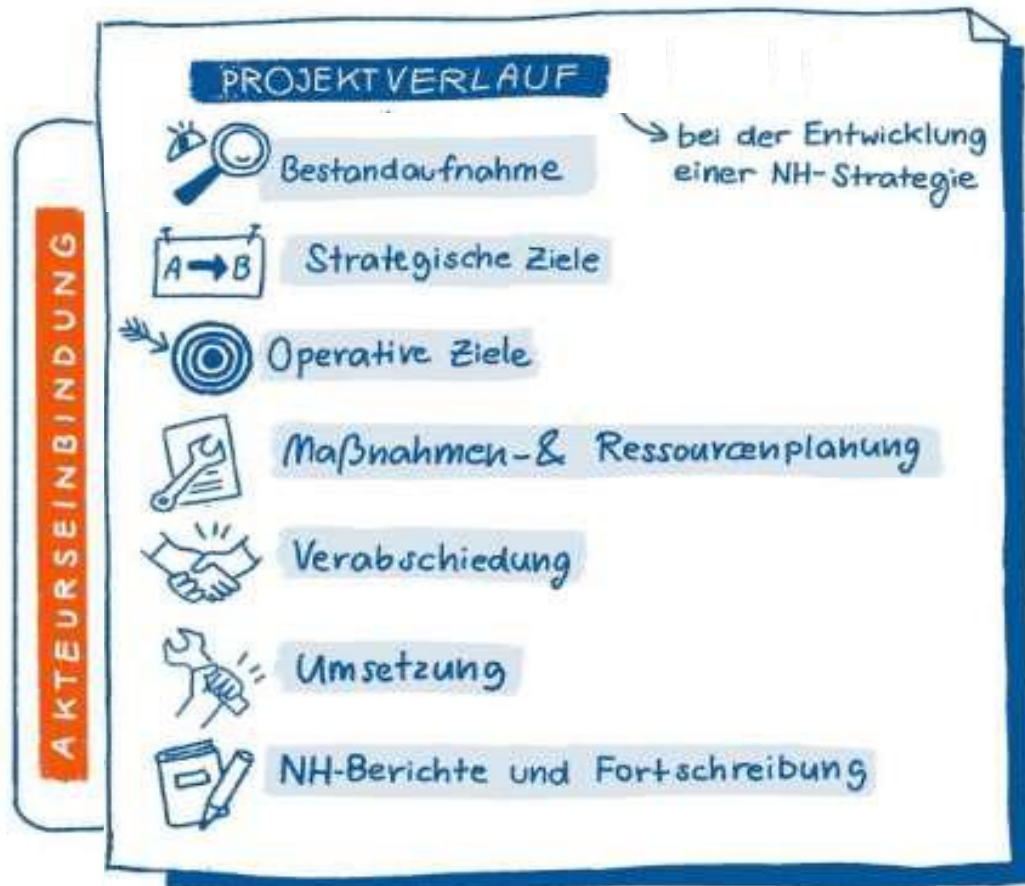 PROJEKTVERLAUF
bei der Entwicklung
einer NH-Strategie
Bestandaufnahme
A → B
Strategische Ziele
Operative Ziele
Maßnahmen- & Ressourcenplanung
Verabschiedung
Umsetzung
NH-Berichte und Fortschreibung
AKTEURSEINBINDUNG